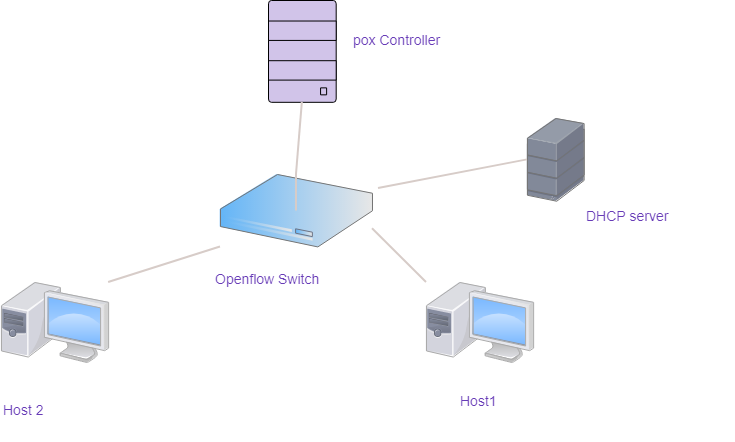 pox Controller
DHCP server
Openflow Switch
Host1
Host 2